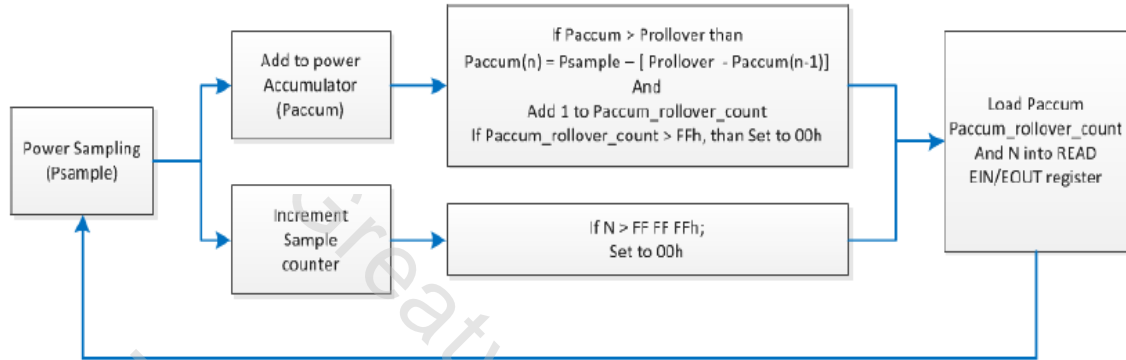 Power Sampling
(Psample)
Add to power
Accumulator
(Paccum)
If Paccum > Prollover than
Paccum(n) = Psample – [ Prollover - Paccum(n-1)]
And
Add 1 to Paccum_rollover_count
If Paccum_rollover_count > FFh, than Set to 00h
Increment
Sample
counter
If N > FF FF FFh;
Set to 00h
Load Paccum
Paccum_rollover_count
And N into READ
EIN/EOUT register